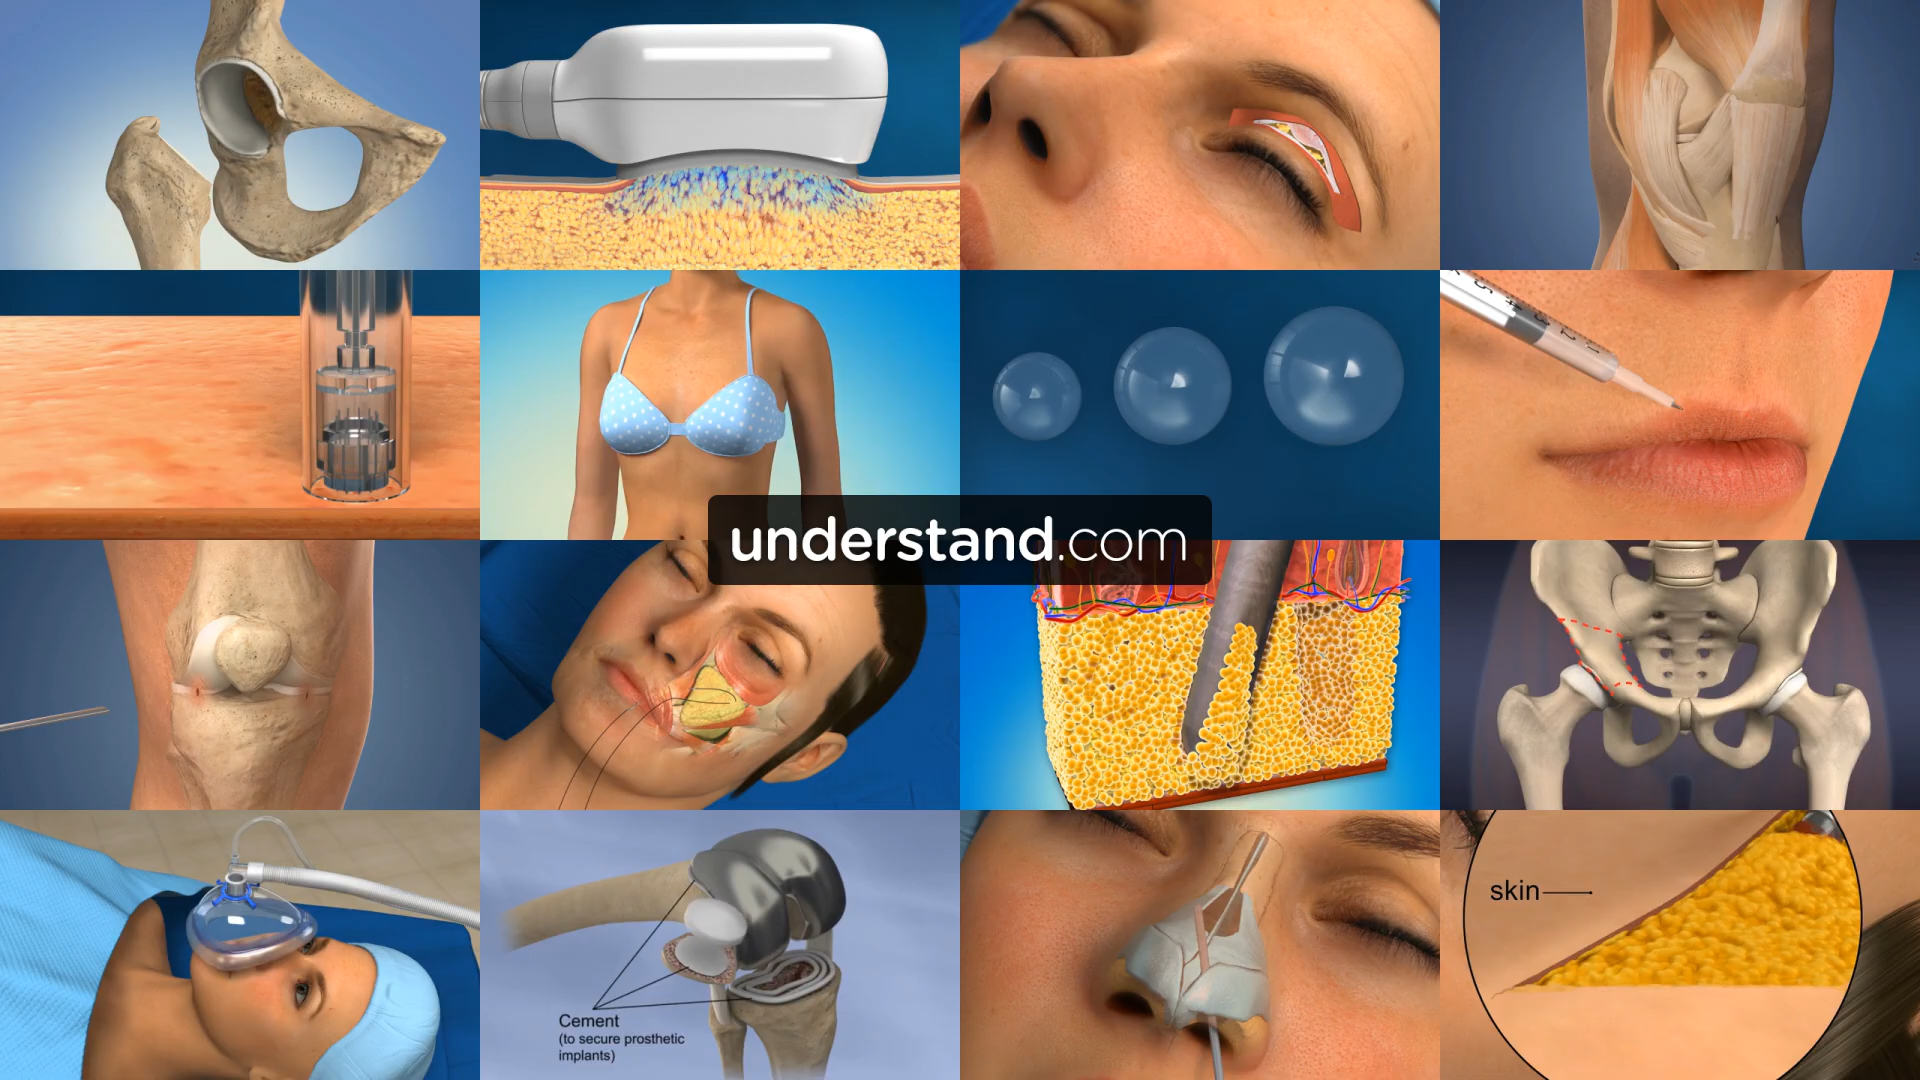 understand.com
skin
Cement
(to secure prosthetic
implants)